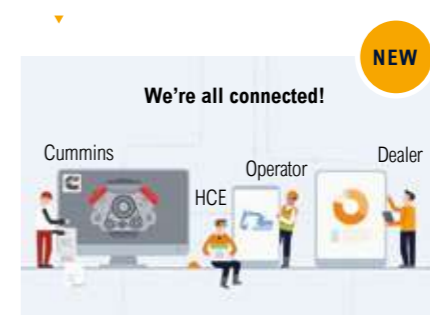 NEW
We're all connected!
Cummins
HCE
Operator
Dealer